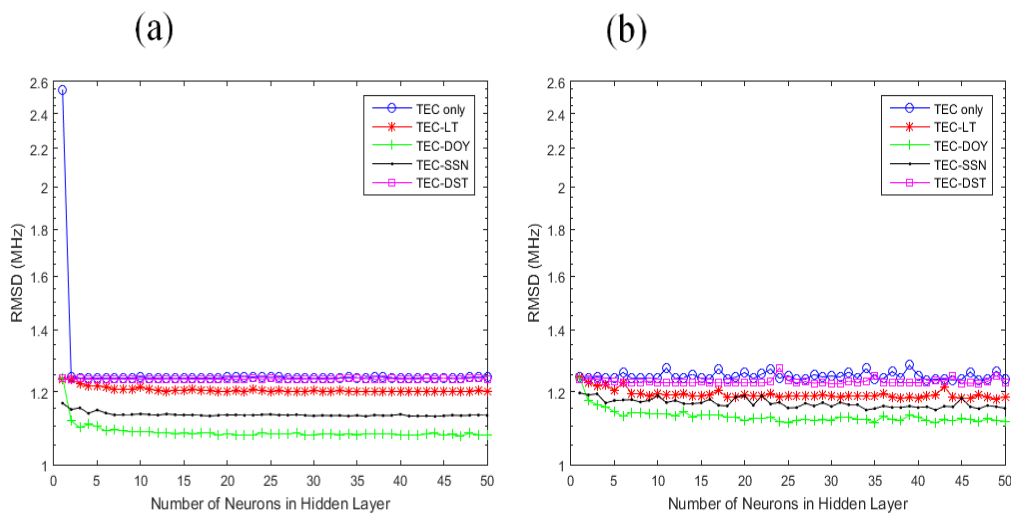 (a)
2.6
2.4
2.2
2
1.8
1.6
1.4
1.2
1
RMSD (MHz)
0
5
10
15
20
25
30
35
40
45
50
Number of Neurons in Hidden Layer
TEC only
TEC-LT
TEC-DOY
TEC-SSN
TEC-DST
(b)
2.6
2.4
2.2
2
1.8
1.6
1.4
1.2
1
RMSD (MHz)
0
5
10
15
20
25
30
35
40
45
50
Number of Neurons in Hidden Layer
TEC only
TEC-LT
TEC-DOY
TEC-SSN
TEC-DST